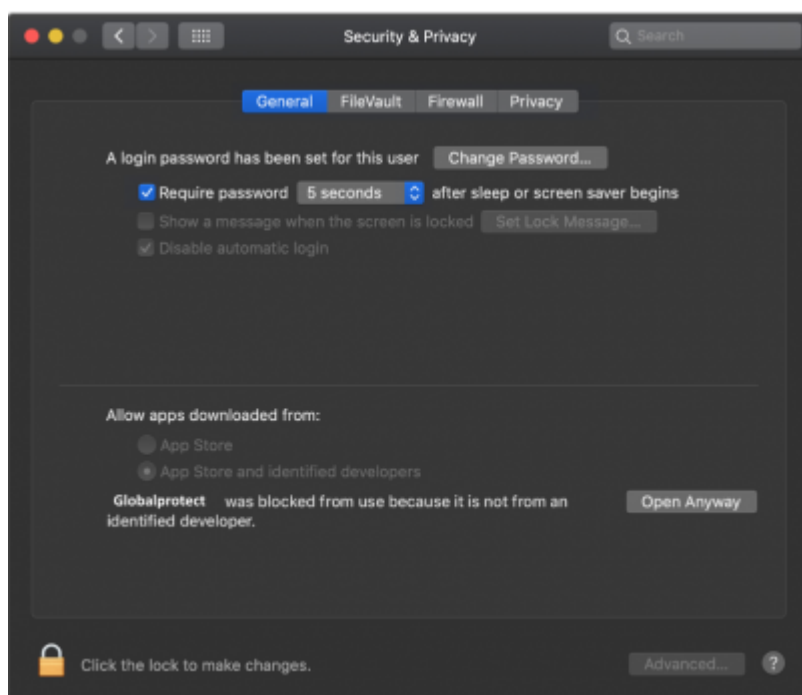 Security & Privacy
Search
General FileVault Firewall Privacy
A login password has been set for this user Change Password...
Require password 5 seconds after sleep or screen saver begins
Show a message when the screen is locked Set Lock Message...
Disable automatic login
Allow apps downloaded from:
App Store
App Store and identified developers
Globalprotect was blocked from use because it is not from an Open Anyway
identified developer.
Click the lock to make changes.
Advanced... ?